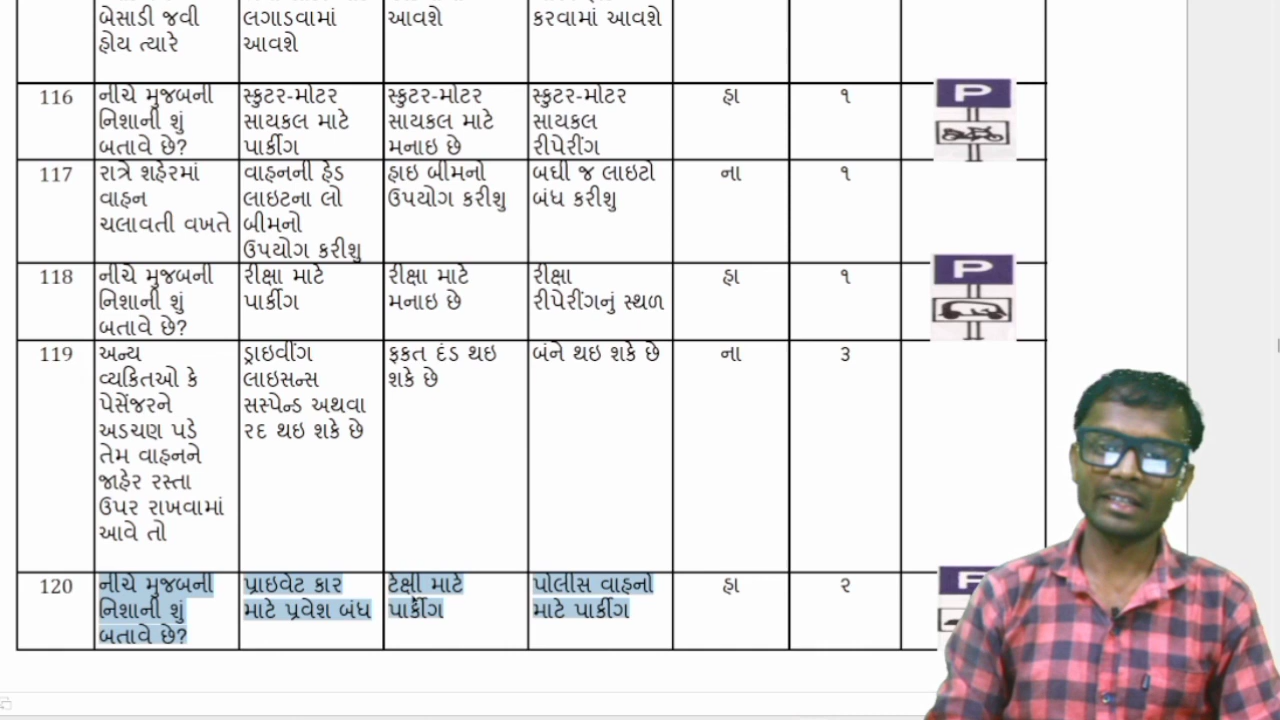 બેસાડી જવી
હોય ત્યારે
લગાડવામાં
આવશે
આવશે
કરવામાં આવશે
116
નીચે મુજબની
નિશાની શું
બતાવે છે?
સ્કુટર-મોટર
સાયકલ માટે
પાર્કીગ
સ્કુટર-મોટર
સાયકલ માટે
મનાઇ છે
સ્કુટર-મોટર
સાયકલ
રીપેરીંગ
હા
૧
P
117
રાત્રે શહેરમાં
વાહન
ચલાવતી વખતે
વાહનની હેડ
લાઇટના લો
બીમનો
ઉપયોગ કરીશુ
હાઇ બીમનો
ઉપયોગ કરીશુ
બધી જ લાઇટો
બંધ કરીશુ
ના
૧
118
નીચે મુજબની
નિશાની શું
બતાવે છે?
રીક્ષા માટે
પાર્કીગ
રીક્ષા માટે
મનાઇ છે
રીક્ષા
રીપેરીંગનું સ્થળ
હા
૧
P
119
અન્ય
વ્યકિતઓ કે
પેસેંજરને
અડચણ પડે
તેમ વાહનને
જાહેર રસ્તા
ઉપર રાખવામાં
આવે તો
ડ્રાઇવીંગ
લાઇસન્સ
સસ્પેન્ડ અથવા
રદ થઇ શકે છે
ફકત દંડ થઇ
શકે છે
બંને થઇ શકે છે
ના
૩
120
નીચે મુજબની
નિશાની શું
બતાવે છે?
પ્રાઇવેટ કાર
માટે પ્રવેશ બંધ
ટેક્ષી માટે
પાર્કીગ
પોલીસ વાહનો
માટે પાર્કીગ
હા
૨
P